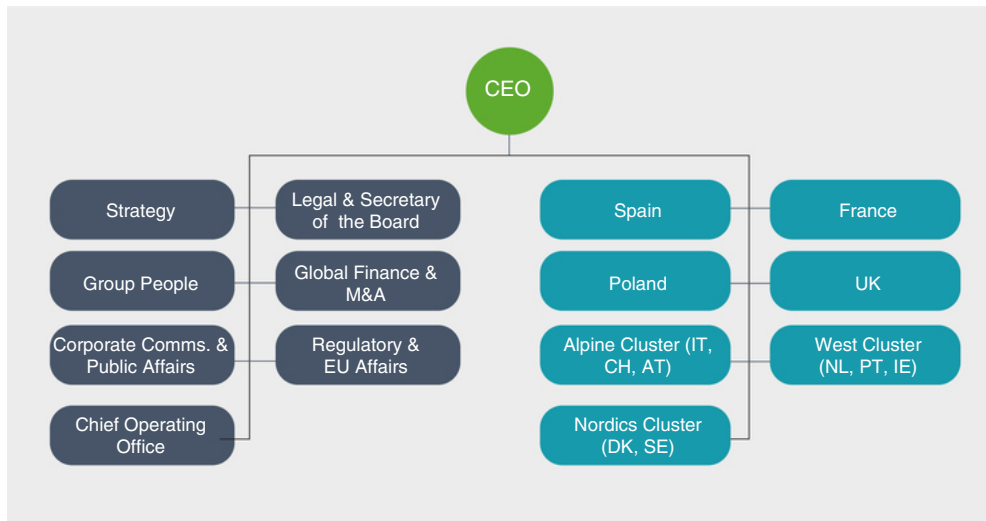 CEO
Strategy
Legal & Secretary
of the Board
Spain
France
Group People
Global Finance &
M&A
Poland
UK
Corporate Comms. &
Public Affairs
Regulatory &
EU Affairs
Alpine Cluster (IT,
CH, AT)
West Cluster
(NL, PT, IE)
Chief Operating
Office
Nordics Cluster
(DK, SE)